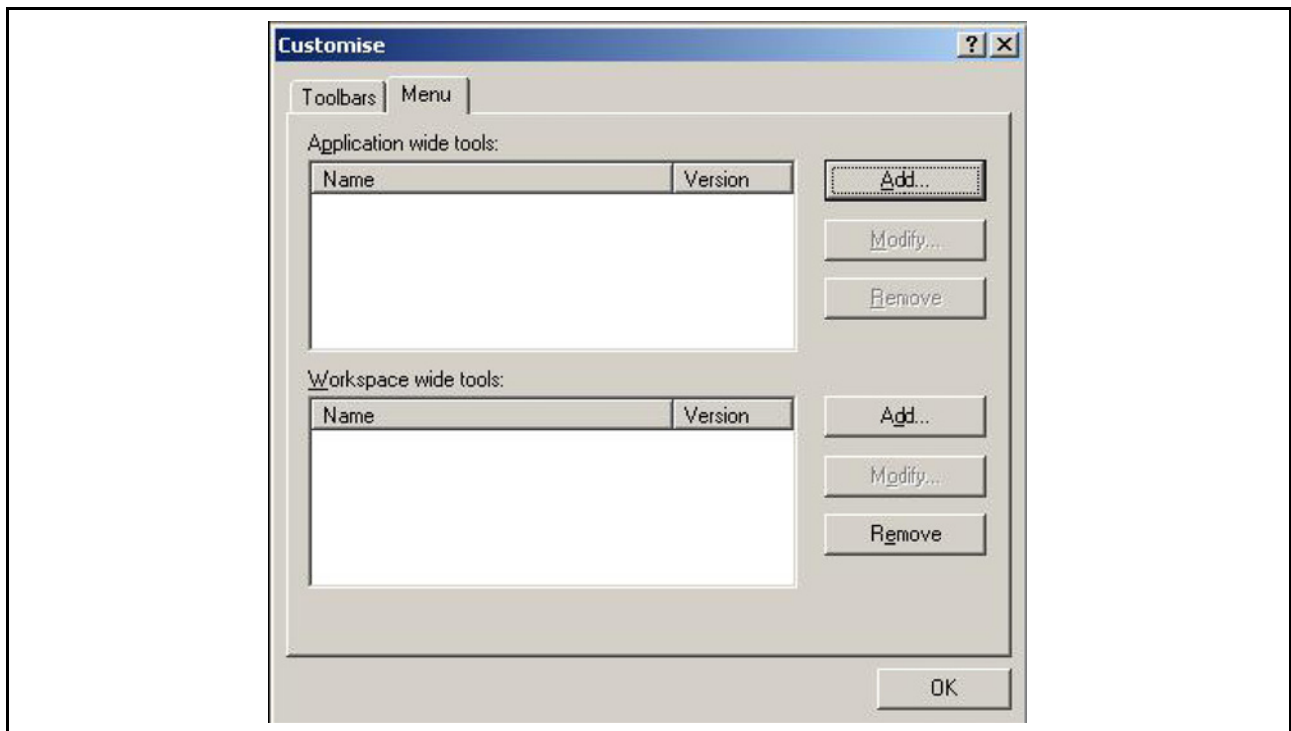 Customise
Toolbars Menu
Application wide tools:
Name Version Add...
Modify...
Remove
Workspace wide tools:
Name Version Add...
Modify...
Remove
OK